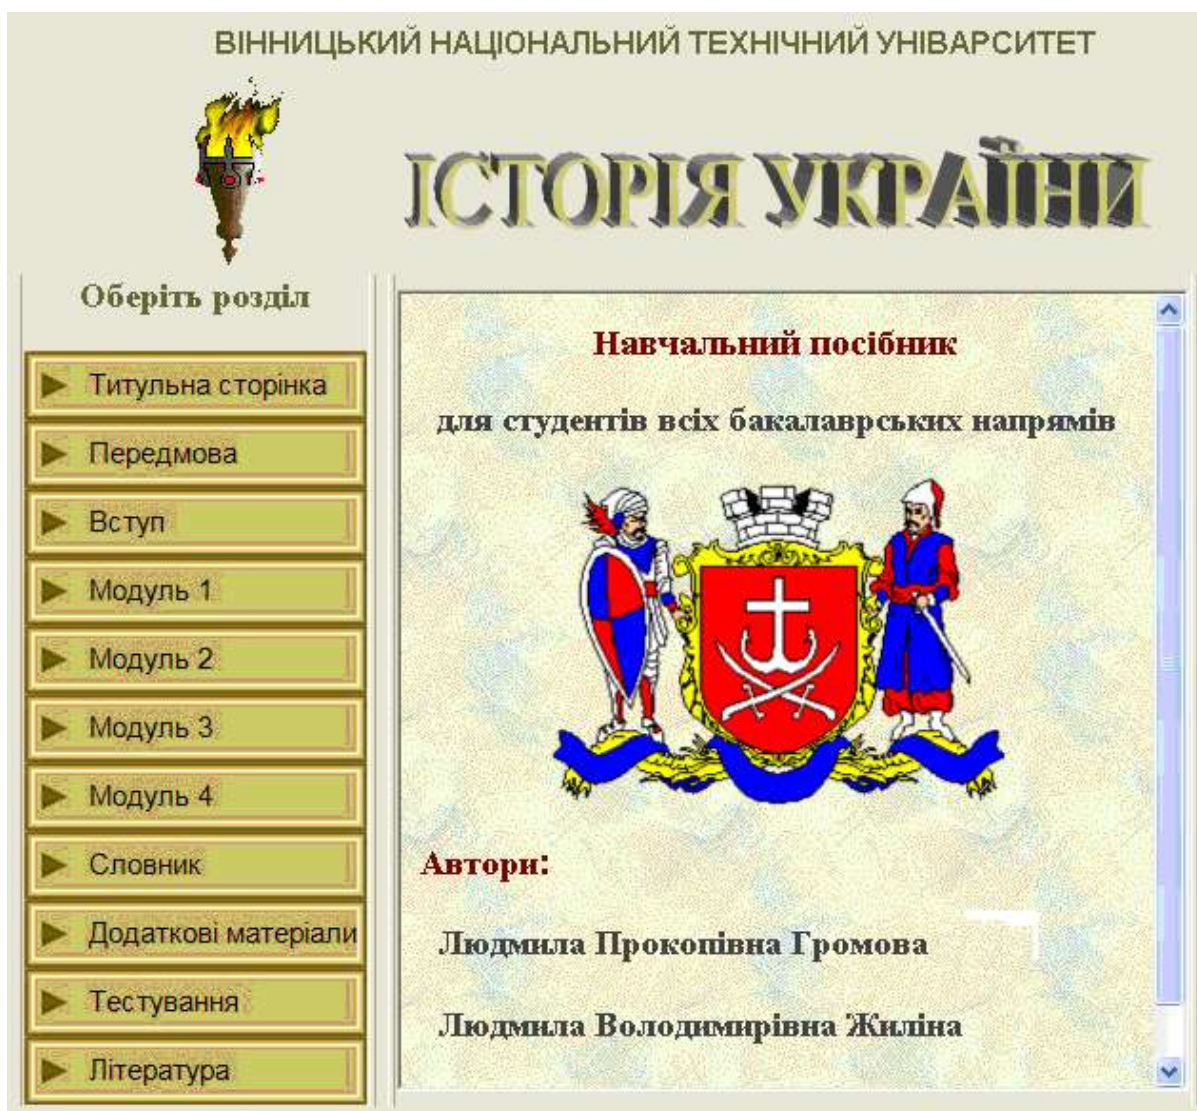 ВІННИЦЬКИЙ НАЦІОНАЛЬНИЙ ТЕХНІЧНИЙ УНІВАРСИТЕТ
ІСТОРІЯ УКРАЇНИ
Оберіть розділ
Титульна сторінка
Передмова
Вступ
Модуль 1
Модуль 2
Модуль 3
Модуль 4
Словник
Додаткові матеріали
Тестування
Література
Навчальний посібник
для студентів всіх бакалаврських напрямів
Автори:
Людмила Прокопівна Громова
Людмила Володимирівна Жиліна